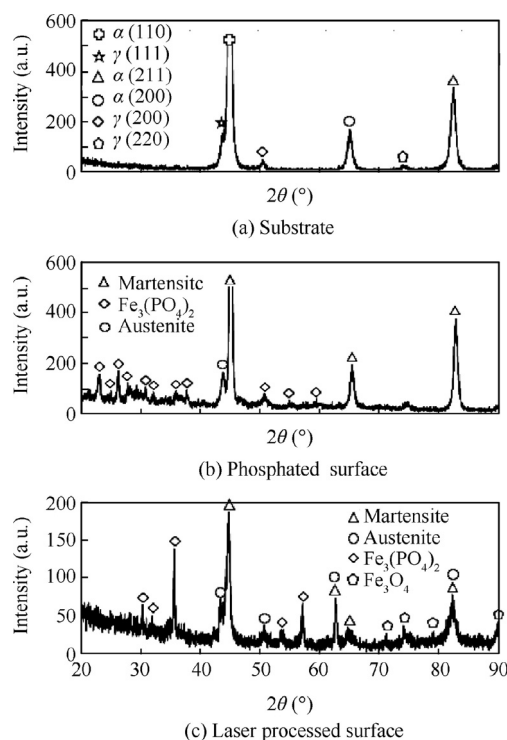 Intensity (a.u.)
600
400
200
0
α (110)
γ (111)
α (211)
α (200)
γ (200)
γ (220)
2θ (°)
(a) Substrate
Intensity (a.u.)
600
400
200
0
Martensitc
Fe₃(PO₄)₂
Austenite
2θ (°)
(b) Phosphated surface
Intensity (a.u.)
200
150
100
50
0
Martensite
Austenite
Fe₃(PO₄)₂
Fe₃O₄
20 30 40 50 60 70 80 90
2θ (°)
(c) Laser processed surface